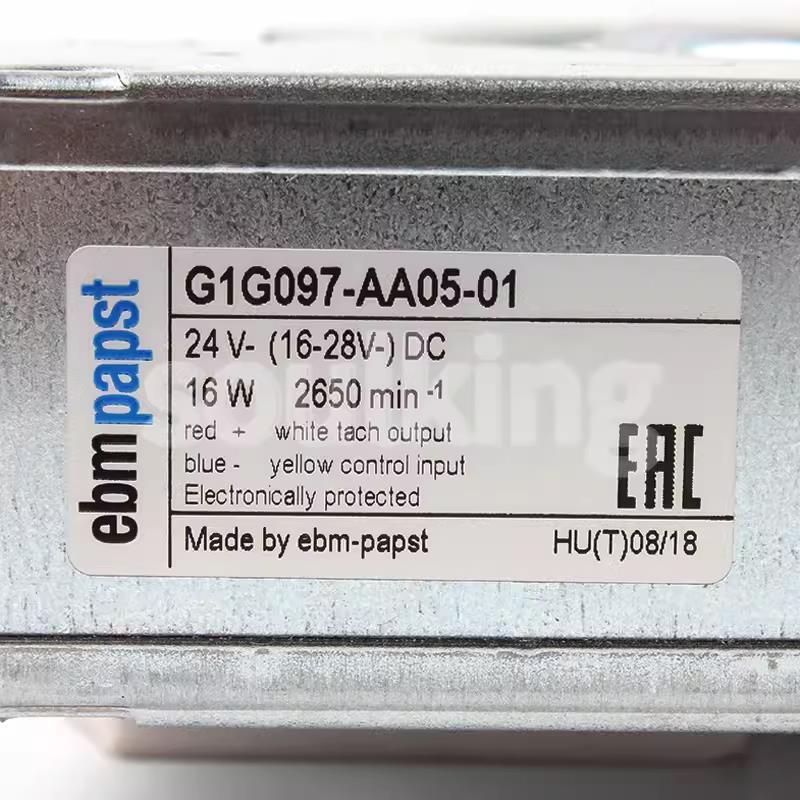 ebmpapst
G1G097-AA05-01
24 V- (16-28V-) DC
16 W 2650 min -1
red + white tach output
blue - yellow control input
Electronically protected
EAC
Made by ebm-papst HU(T)08/18
soulking